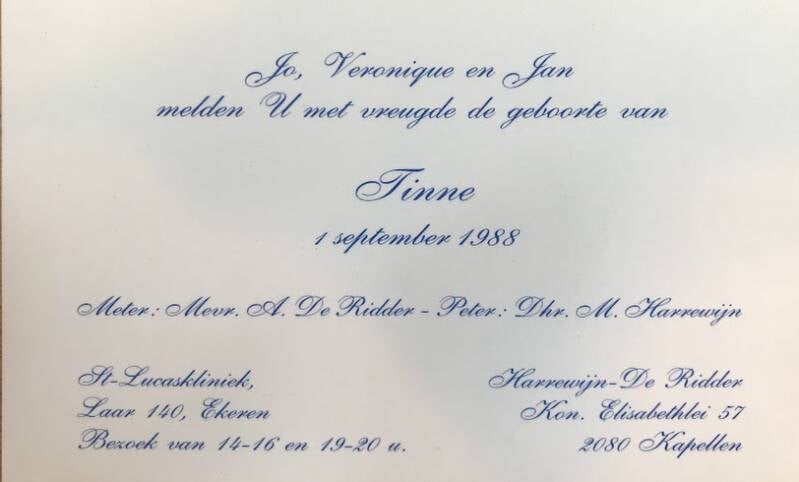 Jo, Veronique en Jan
melden U met vreugde de geboorte van
Tinne
1 september 1988
Meter: Mevr. A. De Ridder - Peter: Dhr. M. Harrewijn
St-Lucaskliniek,
Laar 140, Ekeren
Bezoek van 14-16 en 19-20 u.
Harrewijn-De Ridder
Kon. Elisabethlei 57
2080 Kapellen